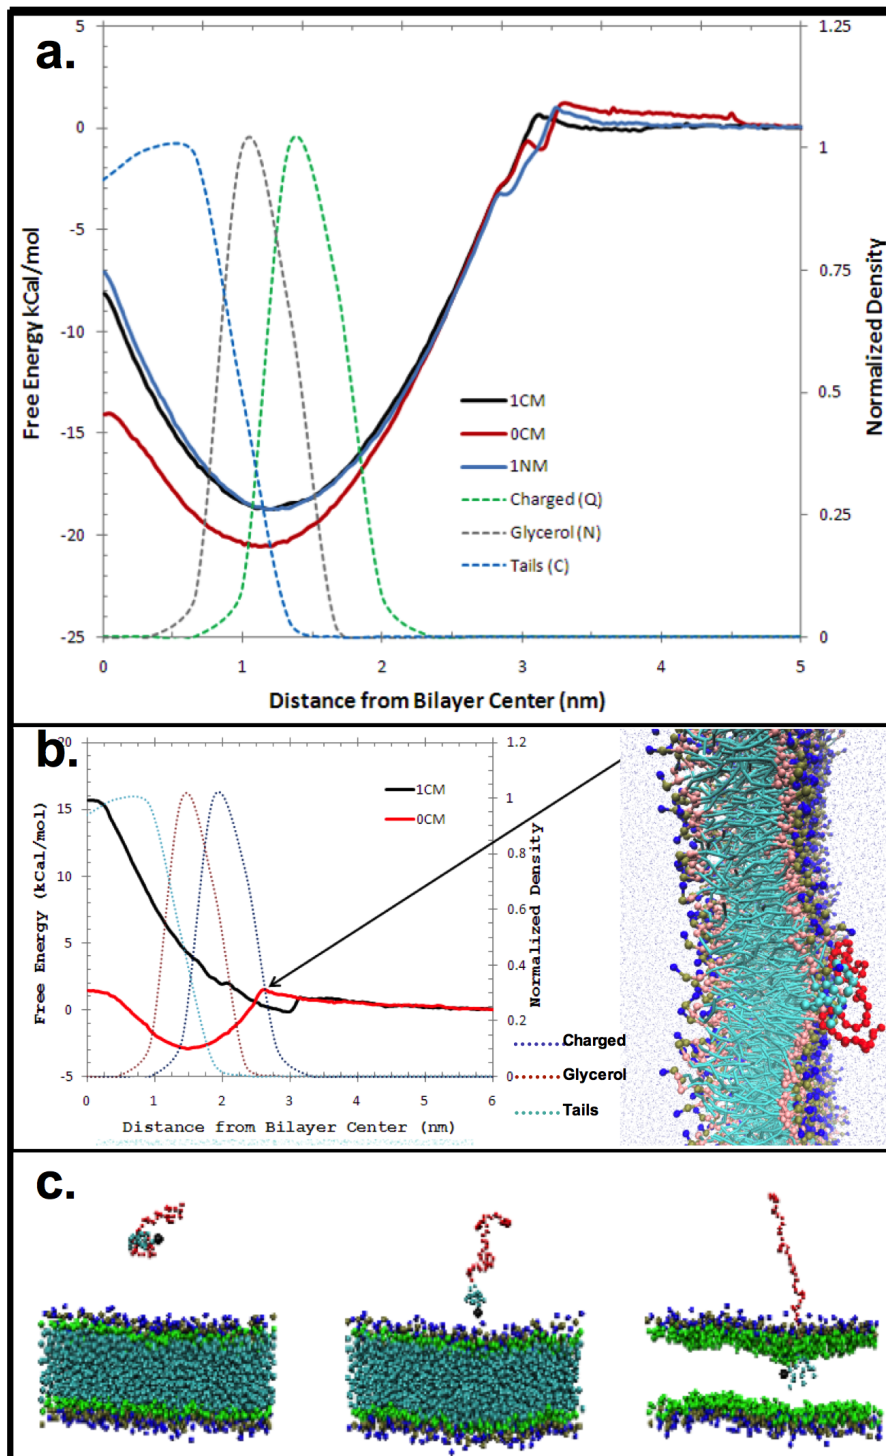 a.
5
0
-5
-10
-15
-20
-25
Free Energy kCal/mol
1.25
1
0.75
0.5
0.25
0
Normalized Density
1CM
0CM
1NM
Charged (Q)
Glycerol (N)
Tails (C)
0 1 2 3 4 5
Distance from Bilayer Center (nm)
b.
20
15
10
5
0
-5
Free Energy (kCal/mol)
1.2
1
0.8
0.6
0.4
0.2
0
Normalized Density
1CM
0CM
Charged
Glycerol
Tails
0 1 2 3 4 5 6
Distance from Bilayer Center (nm)
c.